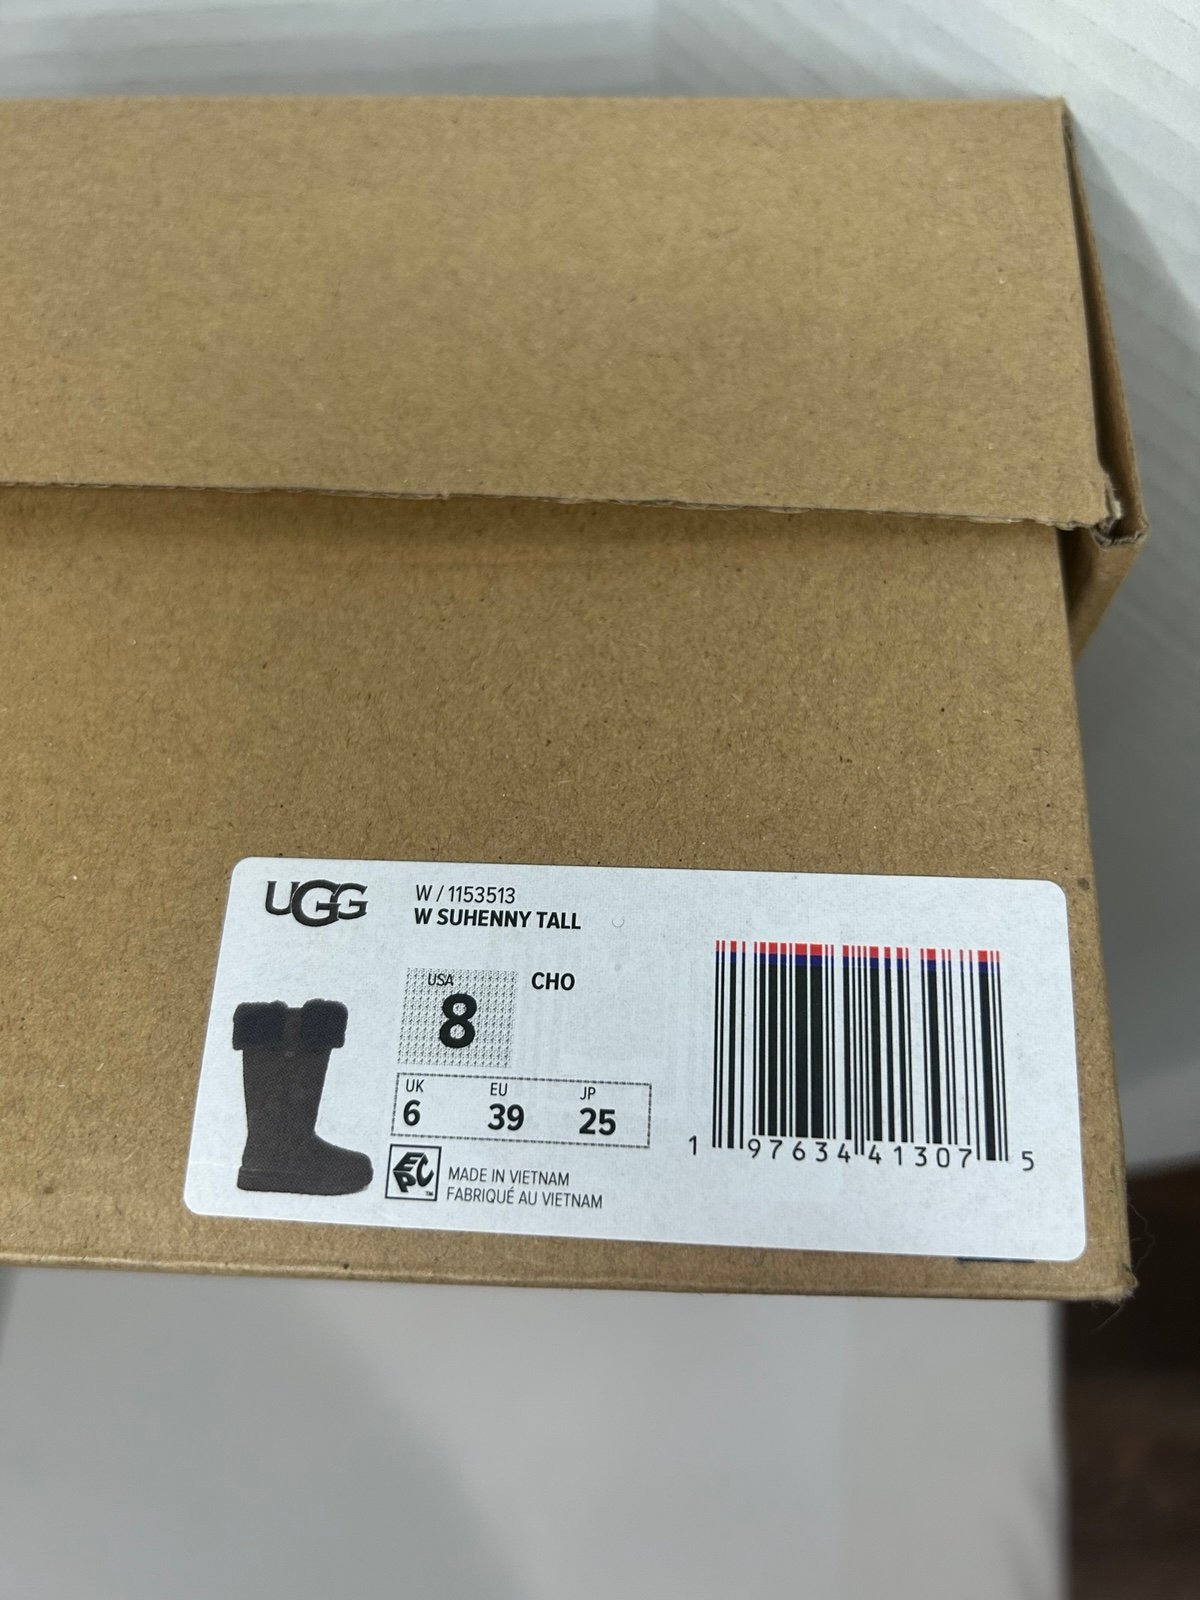 UGG
W / 1153513
W SUHENNY TALL
USA
8
CHO
UK EU JP
6 39 25
EPC™
MADE IN VIETNAM
FABRIQUÉ AU VIETNAM
1 97634 41307 5